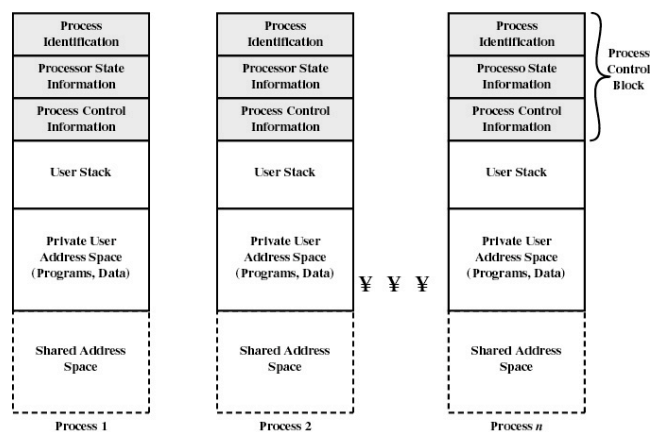 Process
Identification
Processor State
Information
Process Control
Information
User Stack
Private User
Address Space
(Programs, Data)
Shared Address
Space
Process 1
Process
Identification
Processor State
Information
Process Control
Information
User Stack
Private User
Address Space
(Programs, Data)
Shared Address
Space
Process 2
¥ ¥ ¥
Process
Identification
Processo State
Information
Process Control
Information
User Stack
Private User
Address Space
(Programs, Data)
Shared Address
Space
Process n
Process
Control
Block